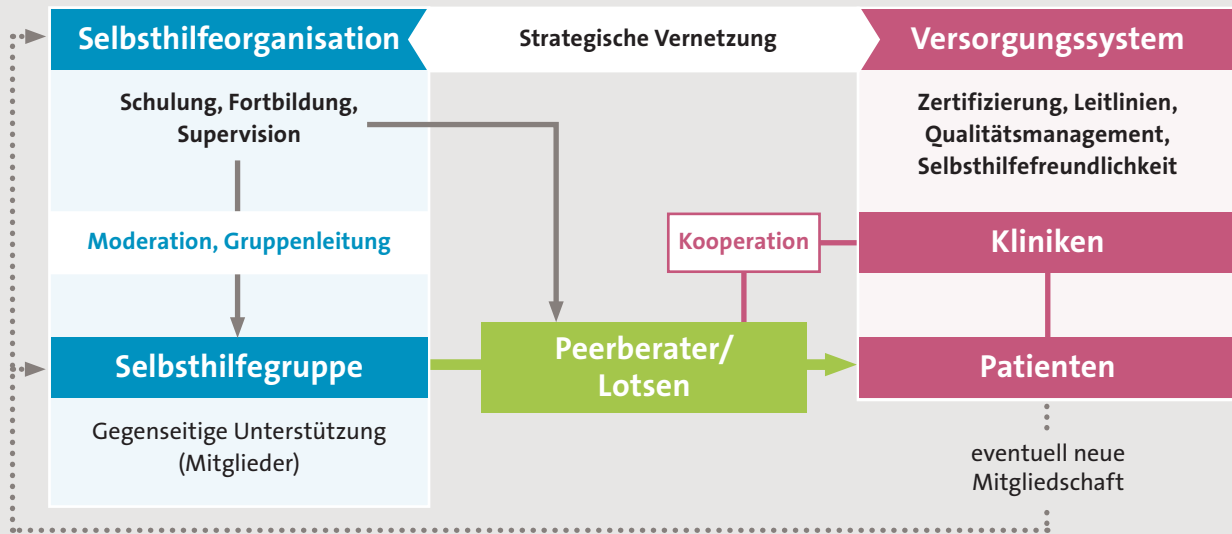 Selbsthilfeorganisation
Strategische Vernetzung
Versorgungssystem
Schulung, Fortbildung,
Supervision
Zertifizierung, Leitlinien,
Qualitätsmanagement,
Selbsthilfefreundlichkeit
Moderation, Gruppenleitung
Kooperation
Kliniken
Selbsthilfegruppe
Peerberater/
Lotsen
Patienten
Gegenseitige Unterstützung
(Mitglieder)
eventuell neue
Mitgliedschaft